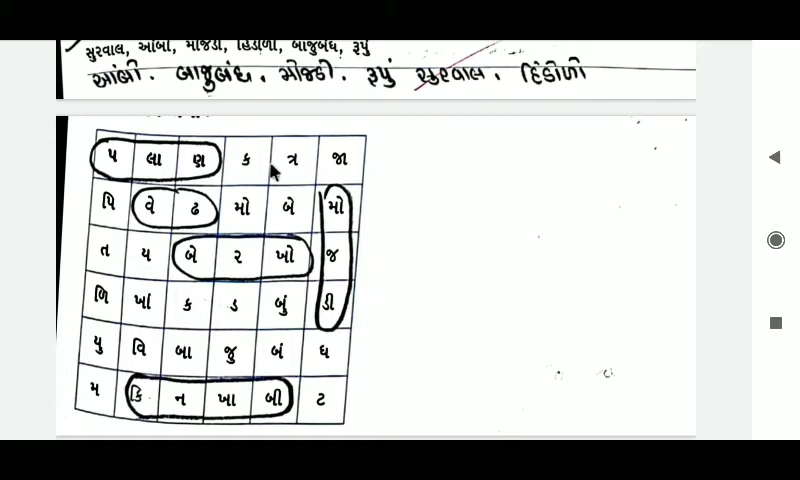 સુરવાલ, આંબી, મોજડી, હિંડોળો, બાજુબંધ, રૂપું
આંબી. બાજુબંધ. મોજડી. રૂપું સુરવાલ. હિંડોળો
પ લા ણ ક ત્ર જા
પિ વે ઢ મો બે મો
ત ય બે ર ખો જ
ળિ ખાં ક ડ બું ડી
યુ વિ બા જુ બં ધ
મ કિ ન ખા બી ટ